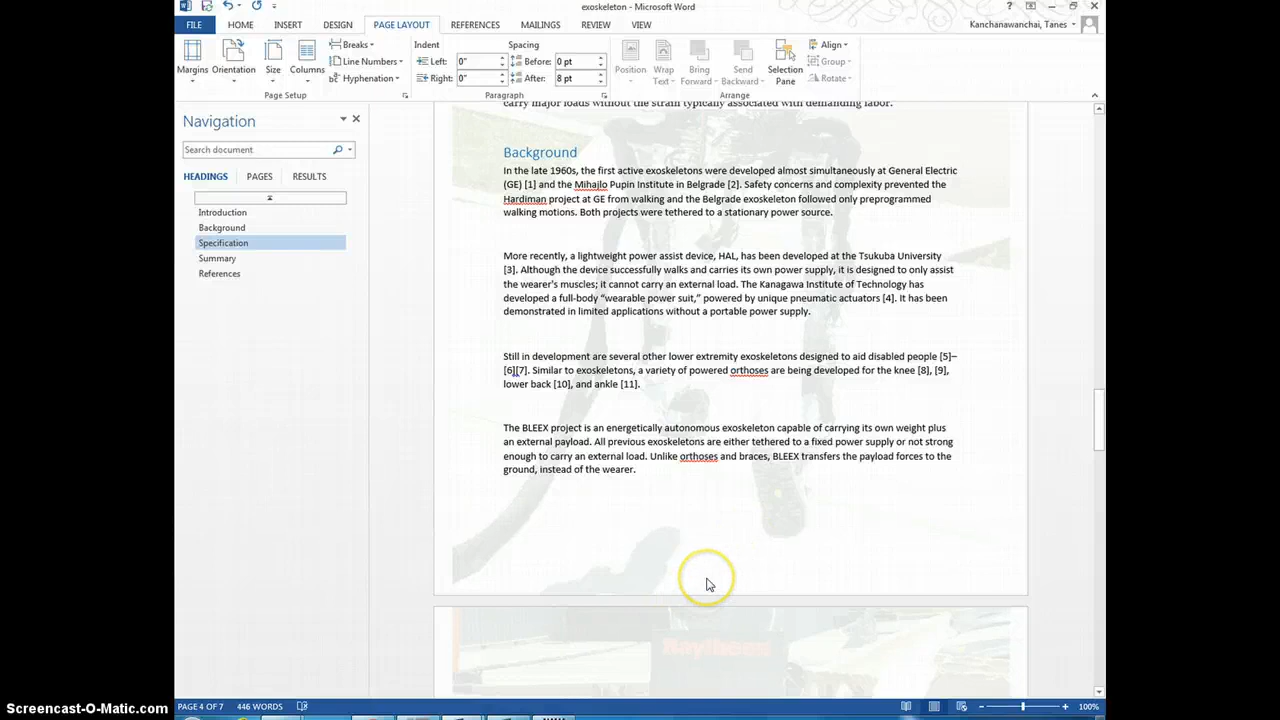 exoskeleton - Microsoft Word
FILE HOME INSERT DESIGN PAGE LAYOUT REFERENCES MAILINGS REVIEW VIEW Kanchanawanchai, Tanes
Breaks Indent Spacing Align
Line Numbers Left: 0" Before: 0 pt Group
Margins Orientation Size Columns Hyphenation Right: 0" After: 8 pt Position Wrap Text Bring Forward Send Backward Selection Pane Rotate
Page Setup Paragraph Arrange
Navigation
Search document
HEADINGS PAGES RESULTS
Introduction
Background
Specification
Summary
References
carry major loads without the strain typically associated with demanding labor.
Background
In the late 1960s, the first active exoskeletons were developed almost simultaneously at General Electric
(GE) [1] and the Mihajlo Pupin Institute in Belgrade [2]. Safety concerns and complexity prevented the
Hardiman project at GE from walking and the Belgrade exoskeleton followed only preprogrammed
walking motions. Both projects were tethered to a stationary power source.
More recently, a lightweight power assist device, HAL, has been developed at the Tsukuba University
[3]. Although the device successfully walks and carries its own power supply, it is designed to only assist
the wearer's muscles; it cannot carry an external load. The Kanagawa Institute of Technology has
developed a full-body “wearable power suit,” powered by unique pneumatic actuators [4]. It has been
demonstrated in limited applications without a portable power supply.
Still in development are several other lower extremity exoskeletons designed to aid disabled people [5]–
[6][7]. Similar to exoskeletons, a variety of powered orthoses are being developed for the knee [8], [9],
lower back [10], and ankle [11].
The BLEEX project is an energetically autonomous exoskeleton capable of carrying its own weight plus
an external payload. All previous exoskeletons are either tethered to a fixed power supply or not strong
enough to carry an external load. Unlike orthoses and braces, BLEEX transfers the payload forces to the
ground, instead of the wearer.
PAGE 4 OF 7 446 WORDS 100%
Screencast-O-Matic.com